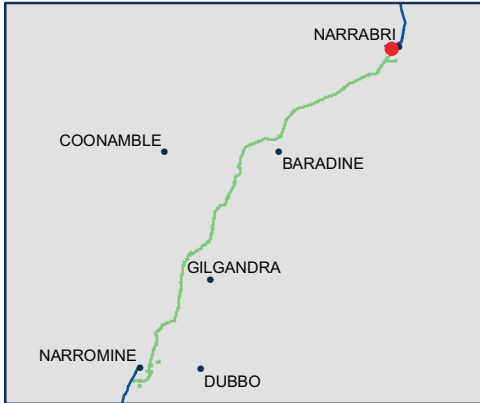 NARRABRI
COONAMBLE
BARADINE
GILGANDRA
NARROMINE
DUBBO